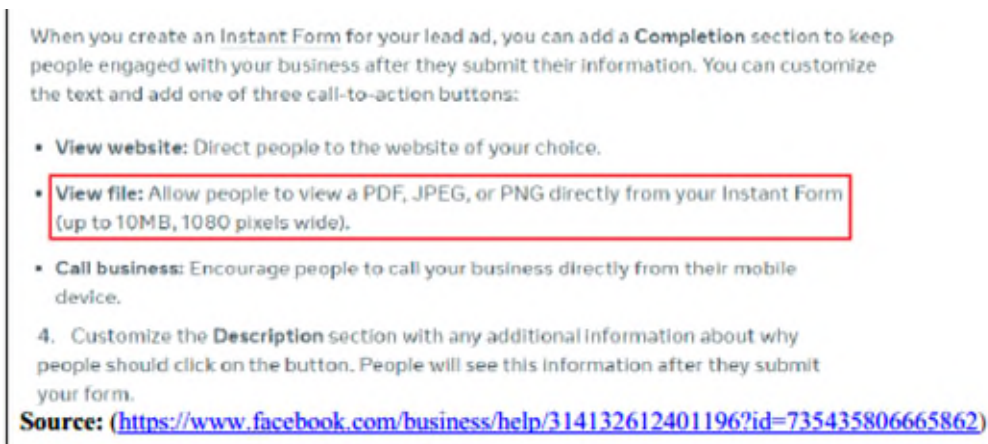 When you create an Instant Form for your lead ad, you can add a Completion section to keep
people engaged with your business after they submit their information. You can customize
the text and add one of three call-to-action buttons:
• View website: Direct people to the website of your choice.
• View file: Allow people to view a PDF, JPEG, or PNG directly from your Instant Form
(up to 10MB, 1080 pixels wide).
• Call business: Encourage people to call your business directly from their mobile
device.
4. Customize the Description section with any additional information about why
people should click on the button. People will see this information after they submit
your form.
Source: (https://www.facebook.com/business/help/314132612401196?id=735435806665862)